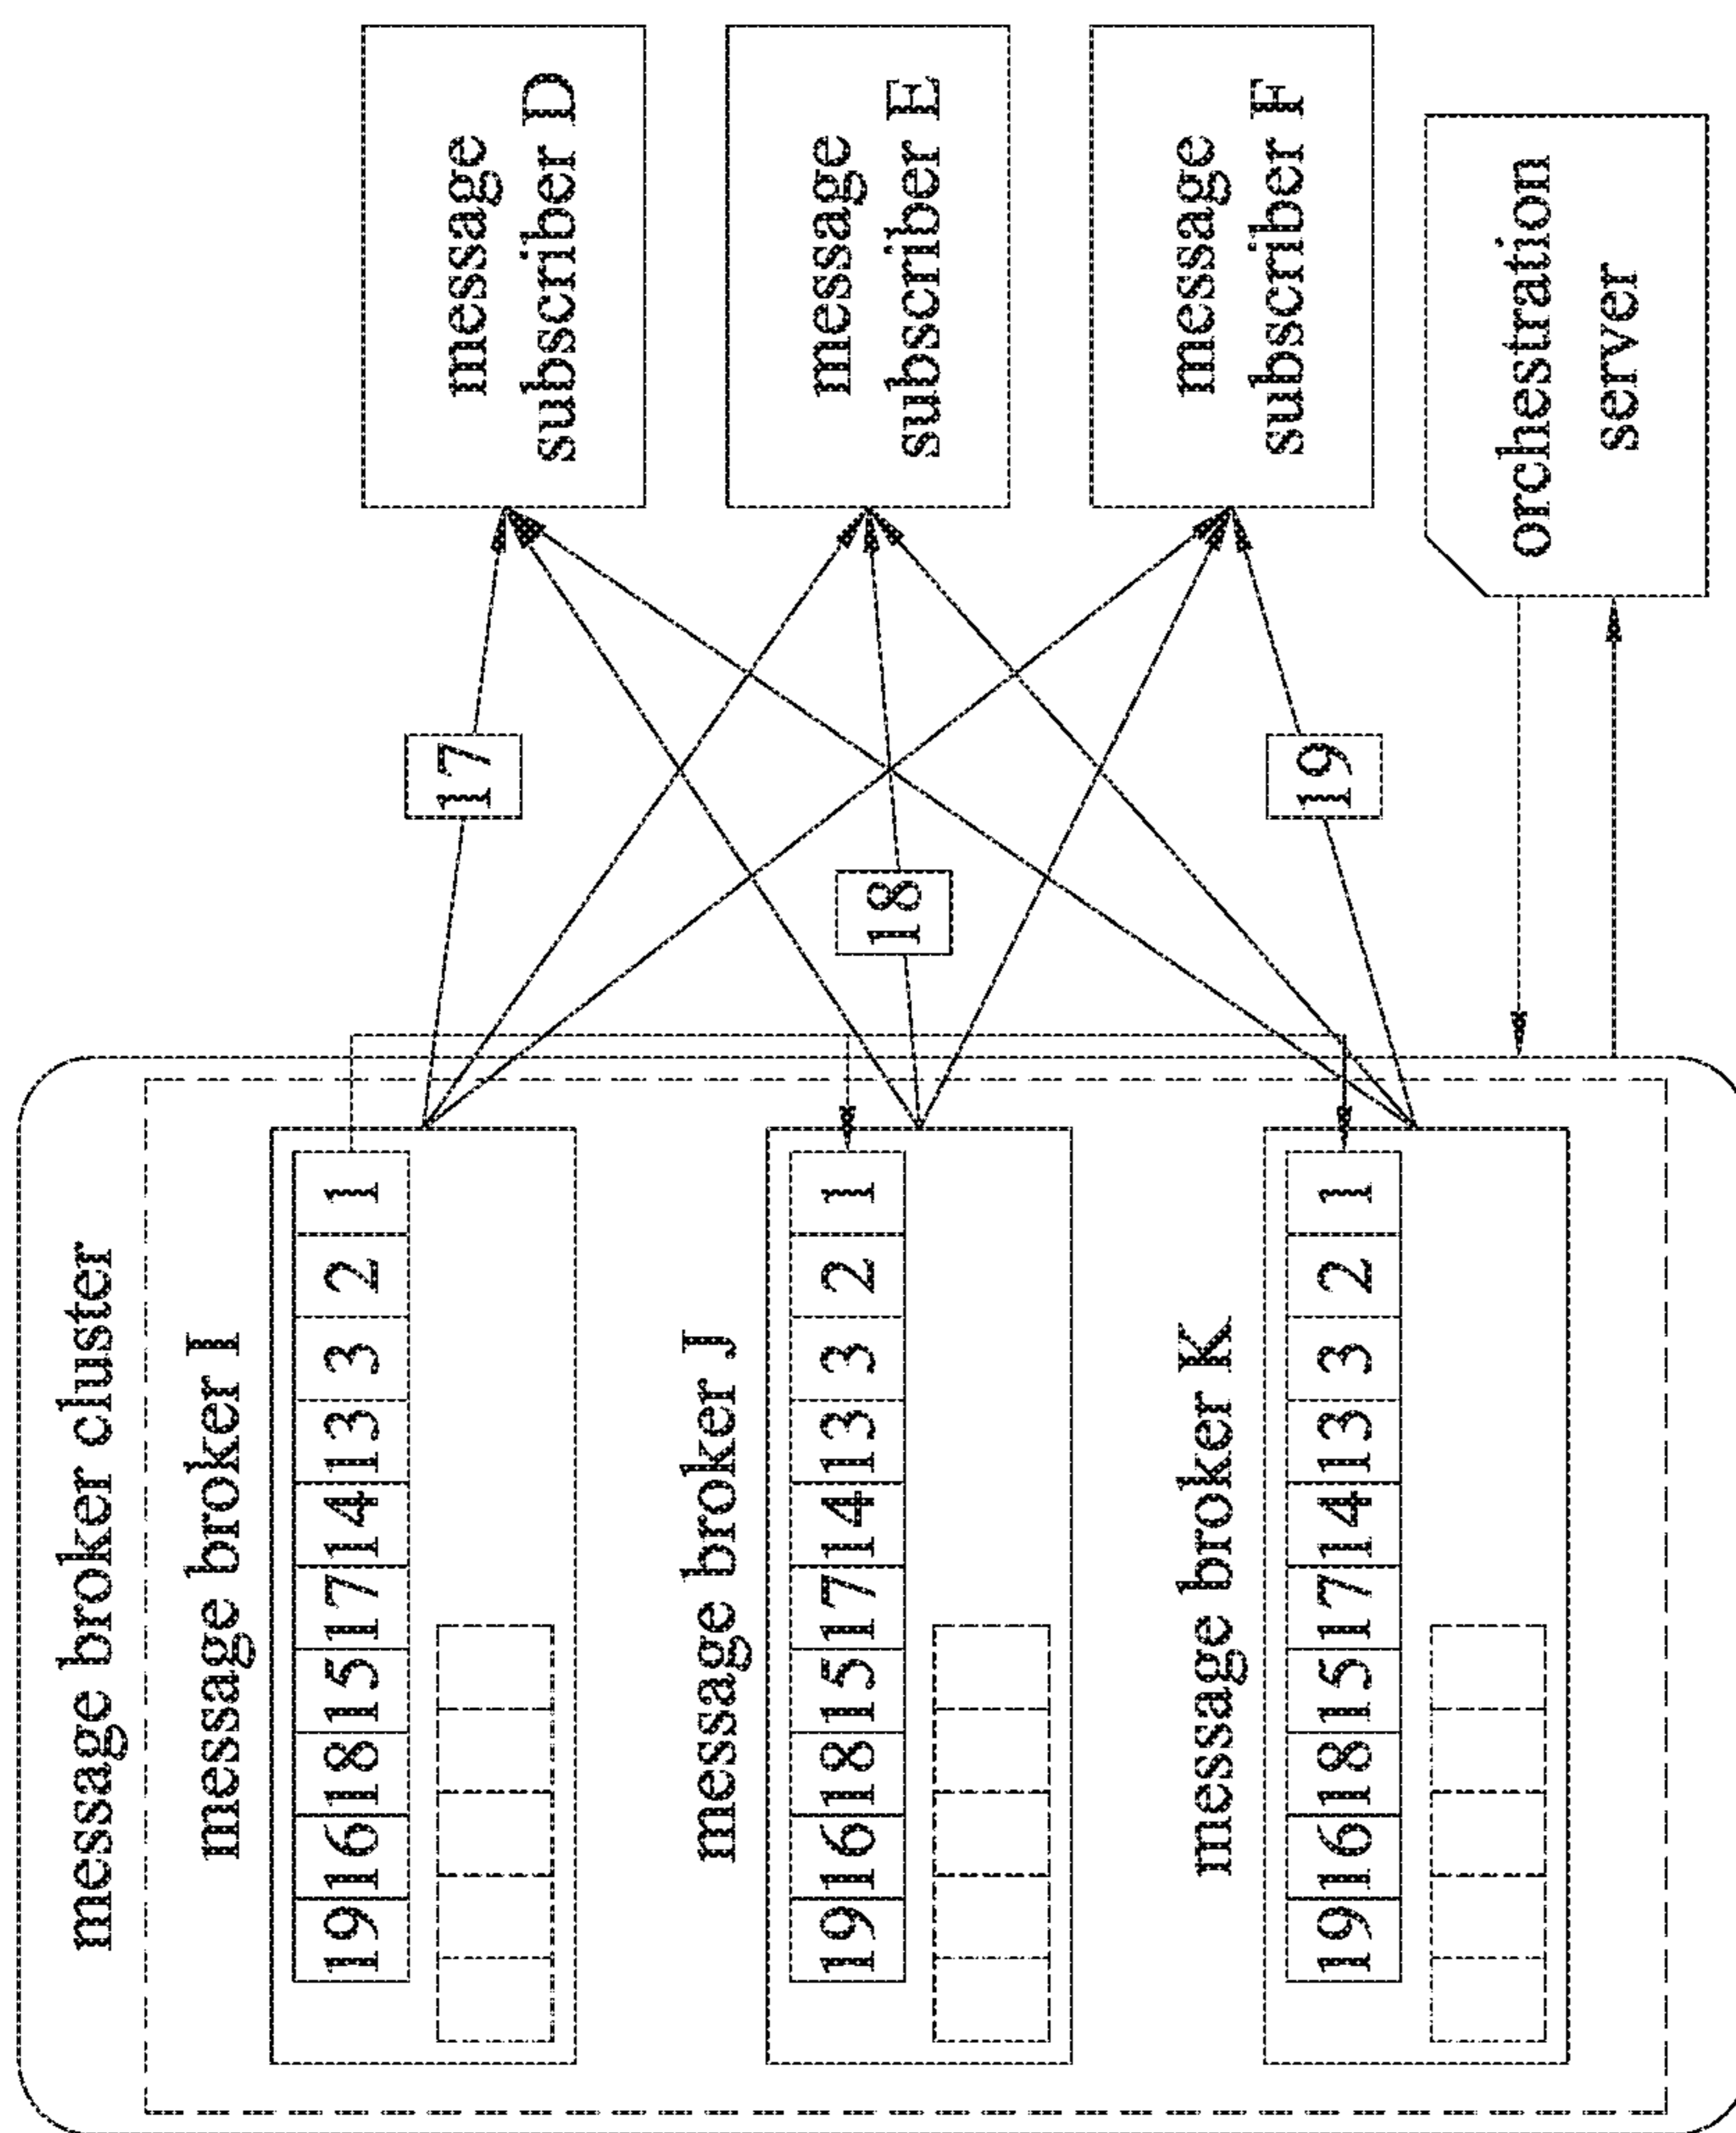 message broker cluster
message broker I
19 16 18 15 17 14 13 3 2 1
17
message
subscriber D
message broker J
19 16 18 15 17 14 13 3 2 1
18
message
subscriber E
message broker K
19 16 18 15 17 14 13 3 2 1
19
message
subscriber F
orchestration
server